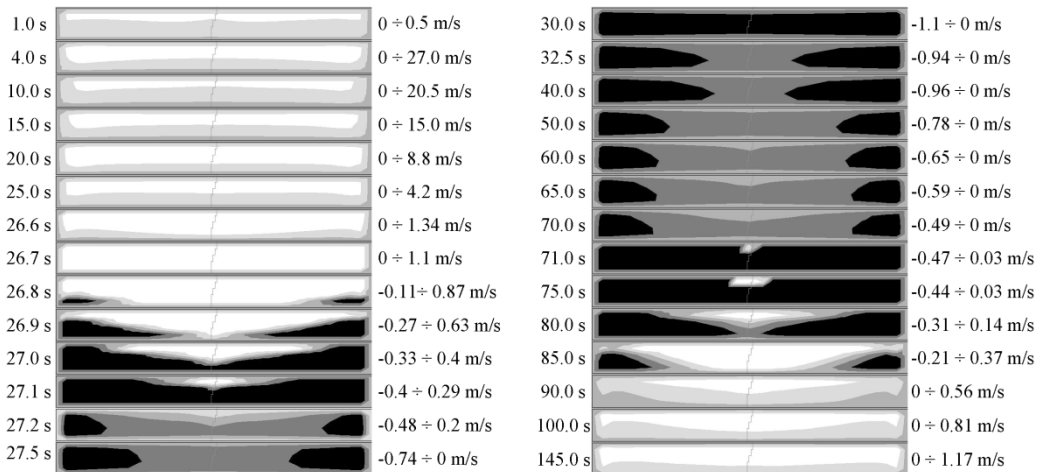 1.0 s 0 ÷ 0.5 m/s
4.0 s 0 ÷ 27.0 m/s
10.0 s 0 ÷ 20.5 m/s
15.0 s 0 ÷ 15.0 m/s
20.0 s 0 ÷ 8.8 m/s
25.0 s 0 ÷ 4.2 m/s
26.6 s 0 ÷ 1.34 m/s
26.7 s 0 ÷ 1.1 m/s
26.8 s -0.11÷ 0.87 m/s
26.9 s -0.27 ÷ 0.63 m/s
27.0 s -0.33 ÷ 0.4 m/s
27.1 s -0.4 ÷ 0.29 m/s
27.2 s -0.48 ÷ 0.2 m/s
27.5 s -0.74 ÷ 0 m/s
30.0 s -1.1 ÷ 0 m/s
32.5 s -0.94 ÷ 0 m/s
40.0 s -0.96 ÷ 0 m/s
50.0 s -0.78 ÷ 0 m/s
60.0 s -0.65 ÷ 0 m/s
65.0 s -0.59 ÷ 0 m/s
70.0 s -0.49 ÷ 0 m/s
71.0 s -0.47 ÷ 0.03 m/s
75.0 s -0.44 ÷ 0.03 m/s
80.0 s -0.31 ÷ 0.14 m/s
85.0 s -0.21 ÷ 0.37 m/s
90.0 s 0 ÷ 0.56 m/s
100.0 s 0 ÷ 0.81 m/s
145.0 s 0 ÷ 1.17 m/s